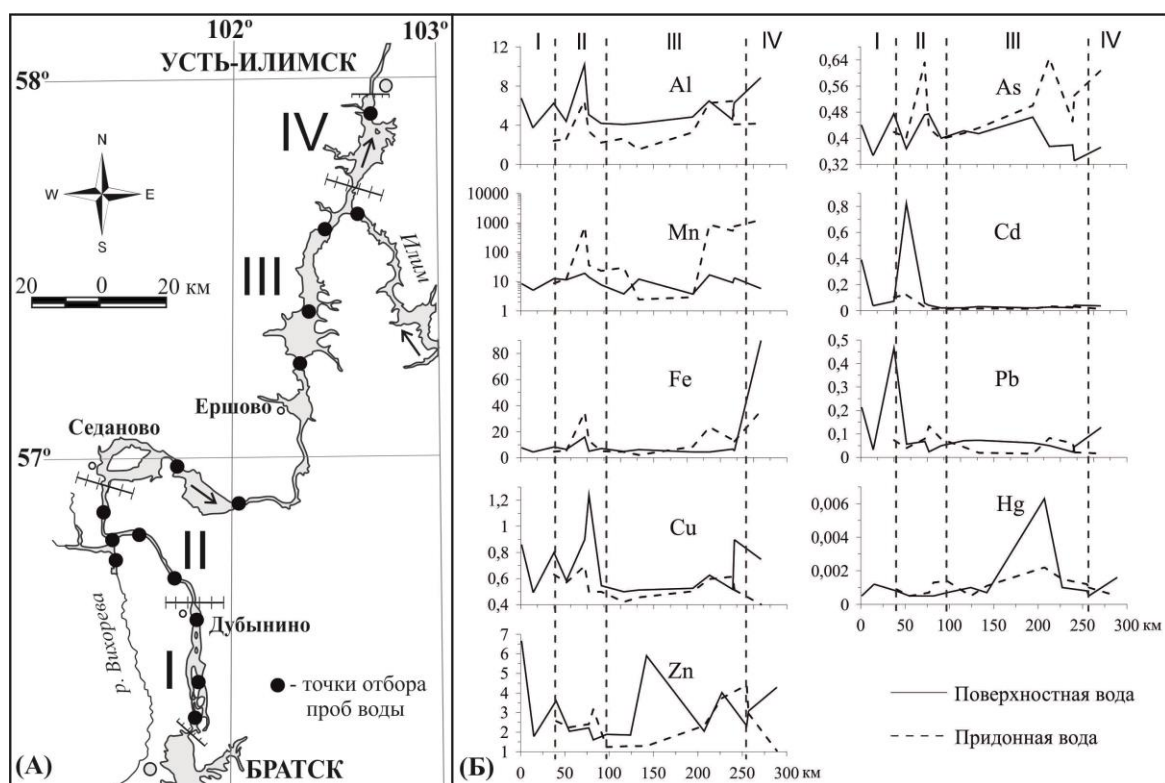 102º 103º
УСТЬ-ИЛИМСК
58º
IV
N
W E
S
Илим
III
20 0 20 км
Ершово
Седаново
57º
II
Дубынино
р. Вихорева
I
- точки отбора
проб воды
(А)
БРАТСК
I II III IV
Al
12
8
4
0
Mn
10000
1000
100
10
1
Fe
80
60
40
20
0
Cu
1,2
1
0,8
0,6
0,4
Zn
7
6
5
4
3
2
1
0 50 100 150 200 250 300 км
(Б)
I II III IV
As
0,64
0,56
0,48
0,40
0,32
Cd
0,8
0,6
0,4
0,2
0
Pb
0,5
0,4
0,3
0,2
0,1
0
Hg
0,006
0,004
0,002
0
0 50 100 150 200 250 300 км
Поверхностная вода
Придонная вода